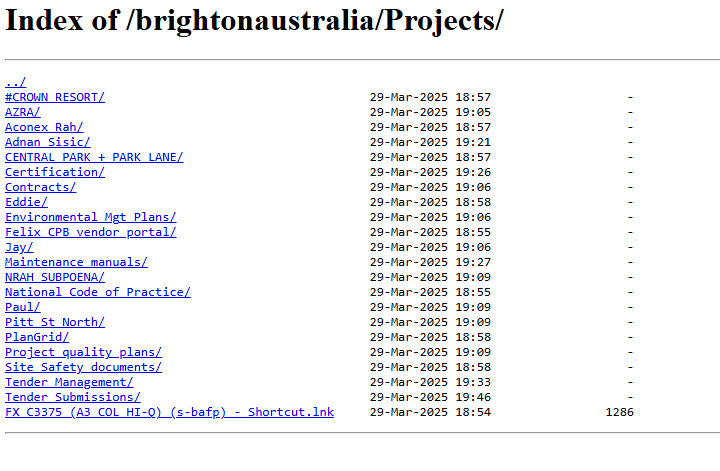 Index of /brightonaustralia/Projects/
../
#CROWN RESORT/ 29-Mar-2025 18:57 -
AZRA/ 29-Mar-2025 19:05 -
Aconex Rah/ 29-Mar-2025 18:57 -
Adnan Sisic/ 29-Mar-2025 19:21 -
CENTRAL PARK + PARK LANE/ 29-Mar-2025 18:57 -
Certification/ 29-Mar-2025 19:26 -
Contracts/ 29-Mar-2025 19:06 -
Eddie/ 29-Mar-2025 18:58 -
Environmental Mgt Plans/ 29-Mar-2025 19:06 -
Felix CPB vendor portal/ 29-Mar-2025 18:55 -
Jay/ 29-Mar-2025 19:06 -
Maintenance manuals/ 29-Mar-2025 19:27 -
NRAH SUBPOENA/ 29-Mar-2025 19:09 -
National Code of Practice/ 29-Mar-2025 18:55 -
Paul/ 29-Mar-2025 19:09 -
Pitt St North/ 29-Mar-2025 19:09 -
PlanGrid/ 29-Mar-2025 18:58 -
Project quality plans/ 29-Mar-2025 19:09 -
Site Safety documents/ 29-Mar-2025 18:58 -
Tender Management/ 29-Mar-2025 19:33 -
Tender Submissions/ 29-Mar-2025 19:46 -
FX C3375 (A3 COL HI-Q) (s-bafp) - Shortcut.lnk 29-Mar-2025 18:54 1286